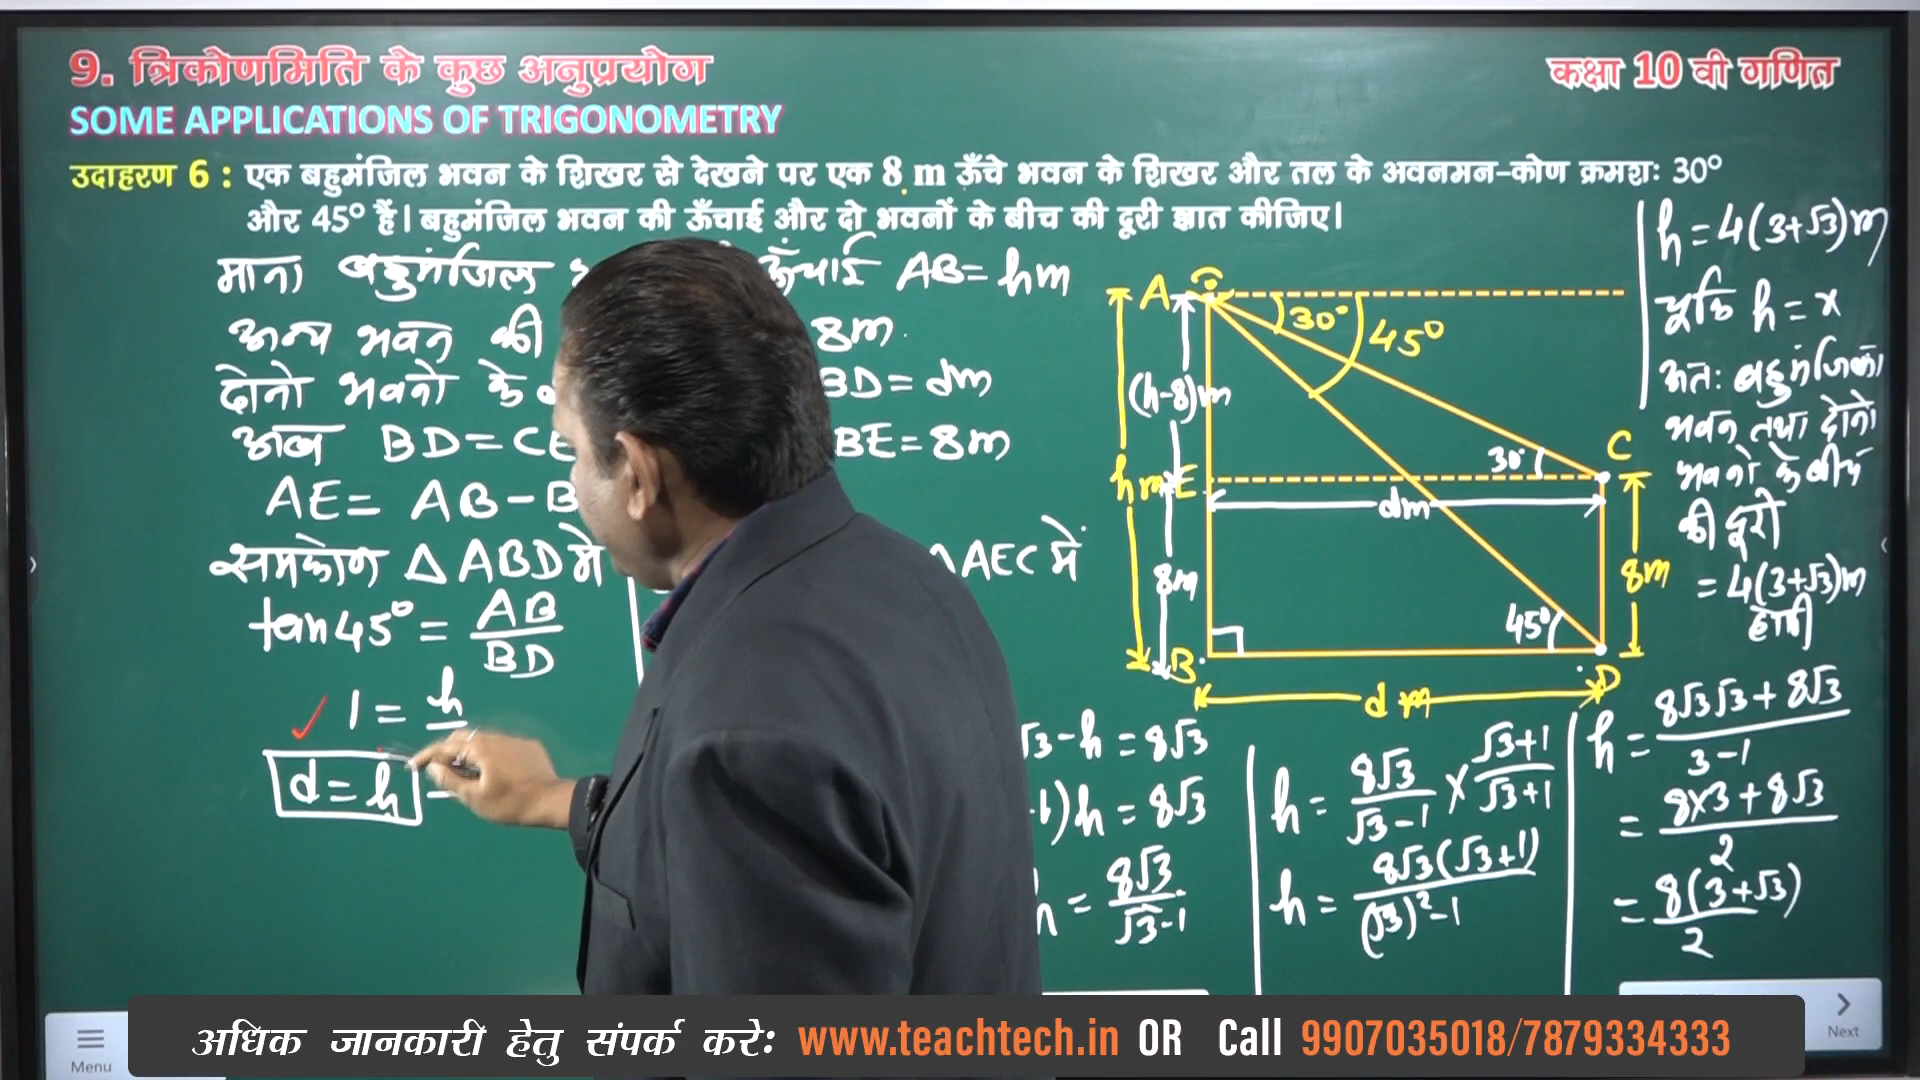 9. त्रिकोणमिति के कुछ अनुप्रयोग
कक्षा 10 वी गणित
SOME APPLICATIONS OF TRIGONOMETRY
उदाहरण 6 : एक बहुमंजिल भवन के शिखर से देखने पर एक 8 m ऊँचे भवन के शिखर और तल के अवनमन-कोण क्रमशः 30°
और 45° हैं। बहुमंजिल भवन की ऊँचाई और दो भवनों के बीच की दूरी ज्ञात कीजिए।
माना बहुमंजिल ऊँचाई AB = hm
अन्य भवन की 8m
दोनो भवनो के BD = dm
अब BD = CE BE = 8m
AE = AB - B
समकोण Δ ABD मे
AEC मे
tan 45° = AB/BD
1 = h
d = h
A 30° 45°
(h-8)m
hm E 30° C
dm
8m 45° 8m
B D
d m
√3 - h = 8√3
)h = 8√3
= 8√3/√3-1
h = 8√3/√3-1 × √3+1/√3+1
h = 8√3(√3+1)/(√3)²-1
h = 8√3√3 + 8√3/3-1
= 8×3 + 8√3/2
= 8(3+√3)/2
h = 4(3+√3)m
h = x
अतः बहुमंजिला
भवन तथा दोनो
भवनो के बीच
की दूरी
= 4(3+√3)m
होगी
Menu
Next
अधिक जानकारी हेतु संपर्क करे: www.teachtech.in OR Call 9907035018/7879334333